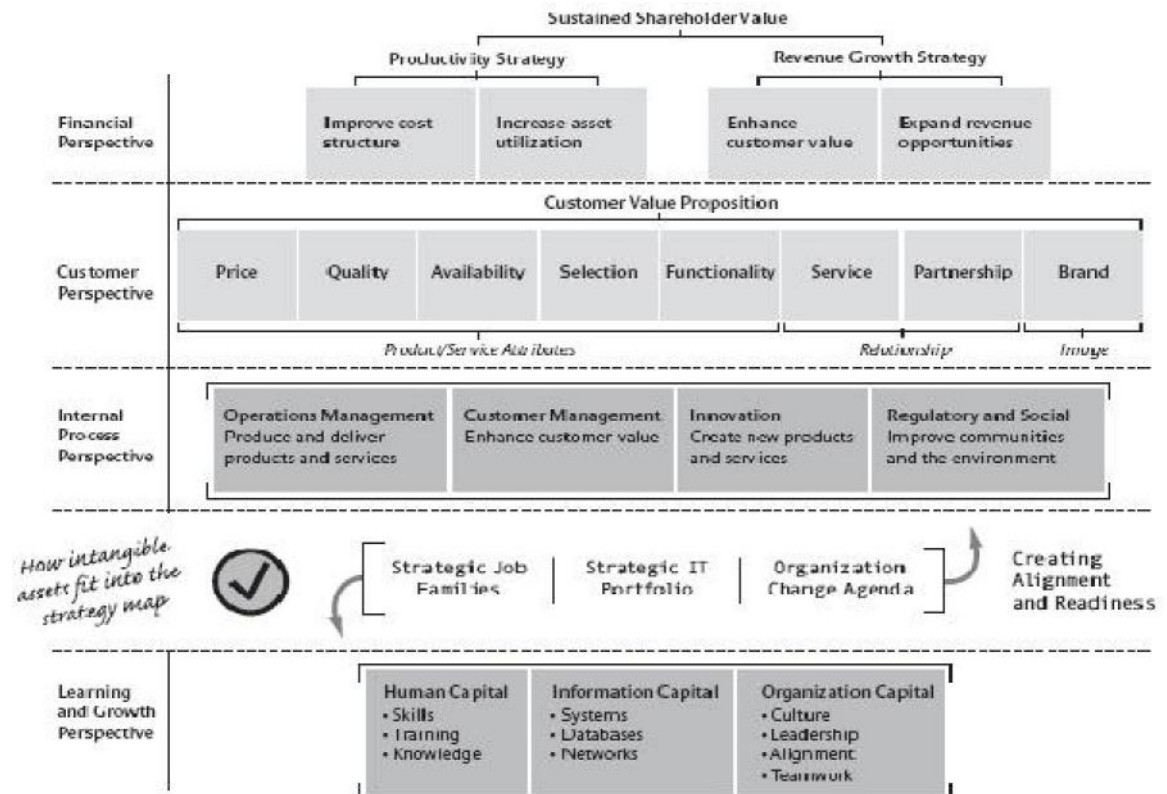 Sustained Shareholder Value
Productivity Strategy
Revenue Growth Strategy
Financial
Perspective
Improve cost
structure
Increase asset
utilization
Enhance
customer value
Expand revenue
opportunities
Customer Value Proposition
Customer
Perspective
Price
Quality
Availability
Selection
Functionality
Service
Partnership
Brand
Product/Service Attributes
Relationship
Image
Internal
Process
Perspective
Operations Management
Produce and deliver
products and services
Customer Management
Enhance customer value
Innovation
Create new products
and services
Regulatory and Social
Improve communities
and the environment
How intangible
assets fit into the
strategy map
Strategic Job
Families
Strategic IT
Portfolio
Organization
Change Agenda
Creating
Alignment
and Readiness
Learning
and Growth
Perspective
Human Capital
• Skills
• Training
• Knowledge
Information Capital
• Systems
• Databases
• Networks
Organization Capital
• Culture
• Leadership
• Alignment
• Teamwork